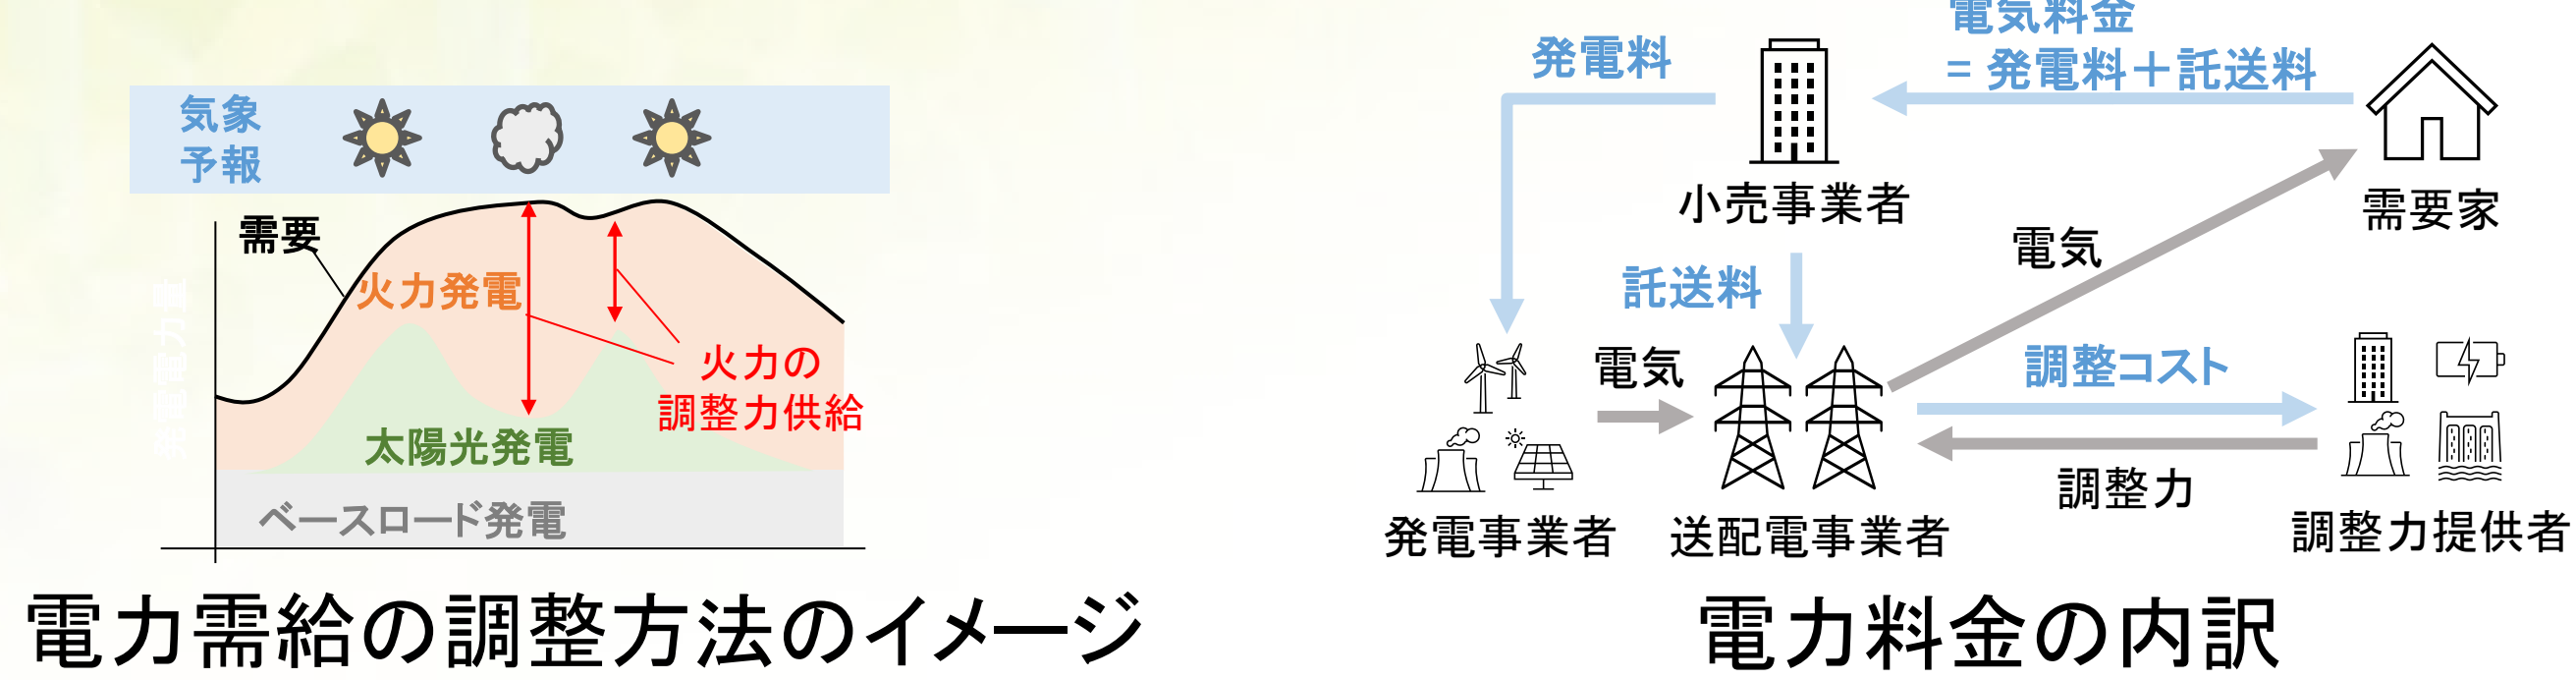 気象
予報
需要
発電電力量
火力発電
火力の
調整力供給
太陽光発電
ベースロード発電
電力需給の調整方法のイメージ
発電料
電気料金
= 発電料＋託送料
小売事業者
需要家
電気
託送料
電気
調整コスト
調整力
発電事業者
送配電事業者
調整力提供者
電力料金の内訳